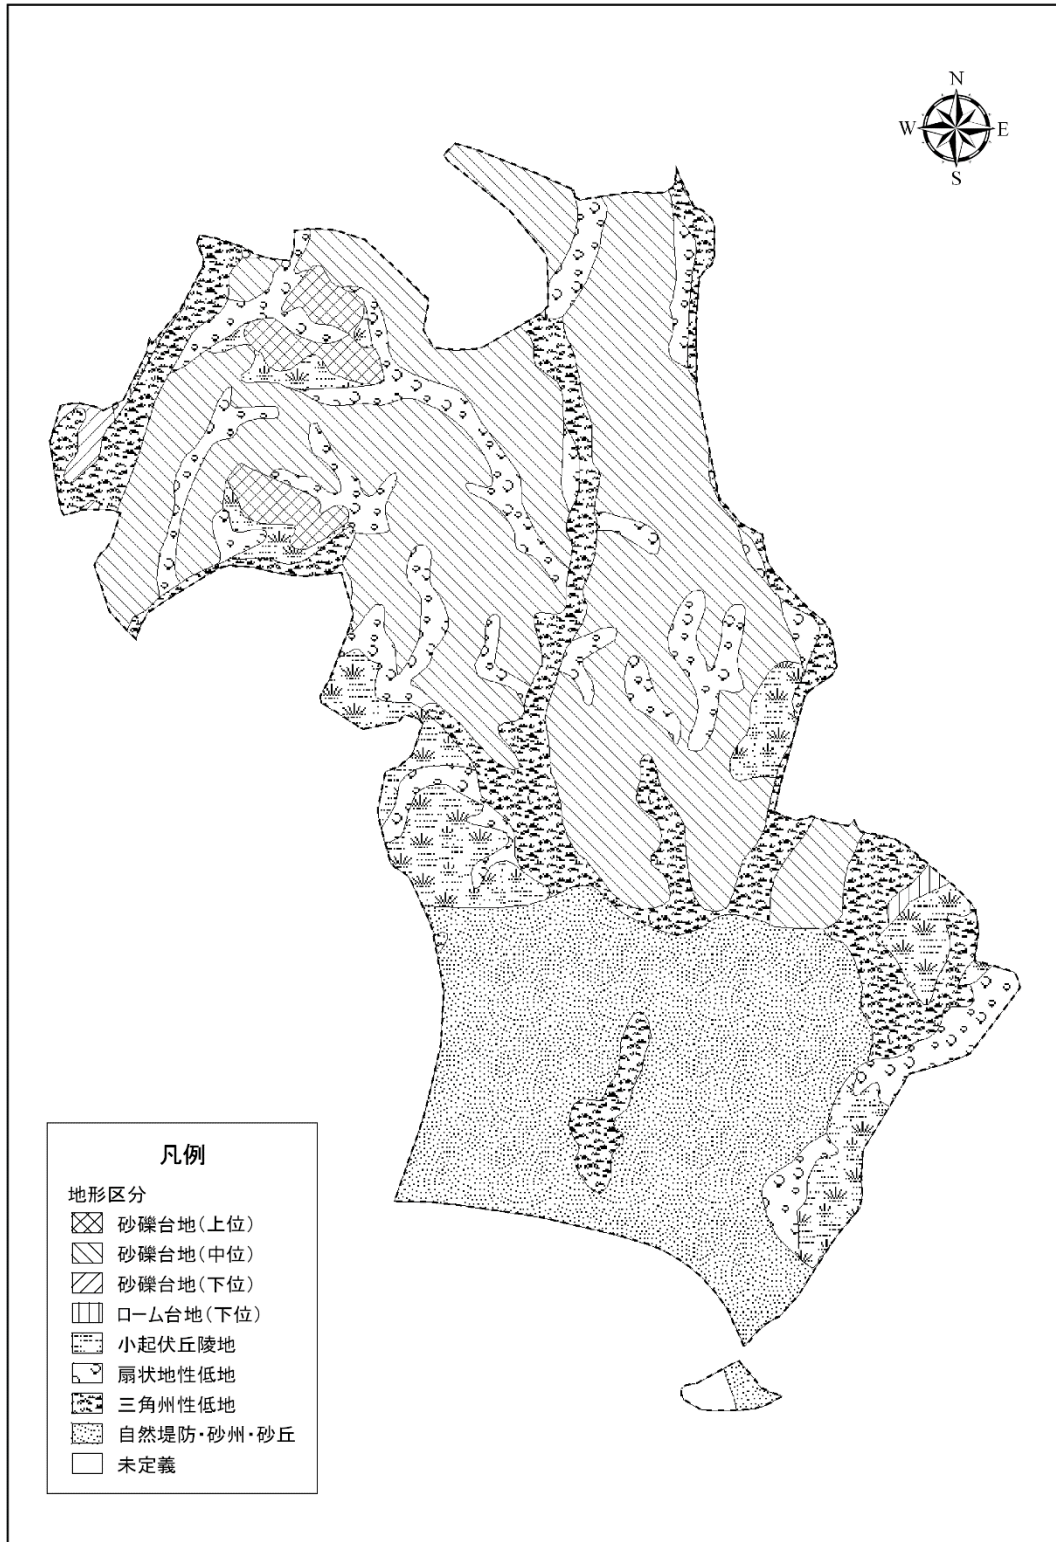 N
W
E
S
凡例
地形区分
砂礫台地(上位)
砂礫台地(中位)
砂礫台地(下位)
ローム台地(下位)
小起伏丘陵地
扇状地性低地
三角州性低地
自然堤防・砂州・砂丘
未定義